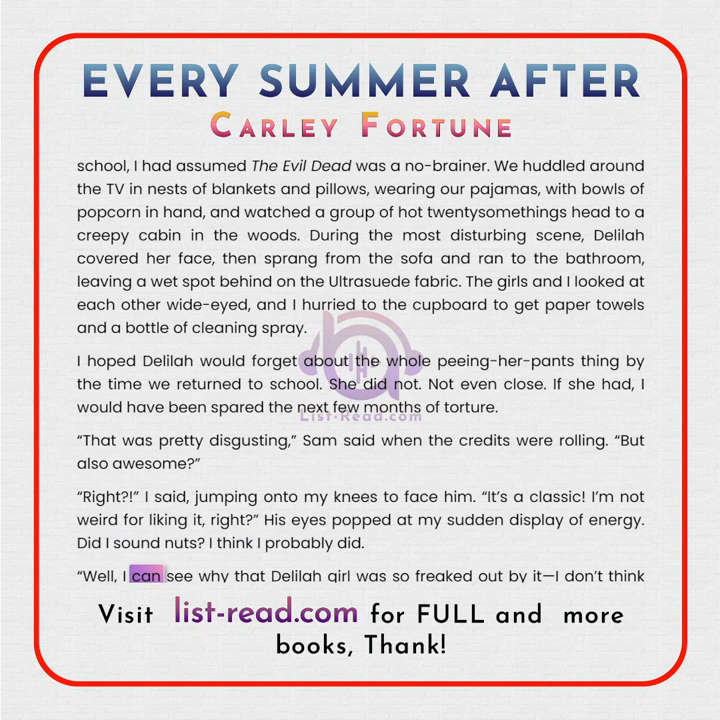 EVERY SUMMER AFTER
CARLEY FORTUNE
school, I had assumed The Evil Dead was a no-brainer. We huddled around
the TV in nests of blankets and pillows, wearing our pajamas, with bowls of
popcorn in hand, and watched a group of hot twentysomethings head to a
creepy cabin in the woods. During the most disturbing scene, Delilah
covered her face, then sprang from the sofa and ran to the bathroom,
leaving a wet spot behind on the Ultrasuede fabric. The girls and I looked at
each other wide-eyed, and I hurried to the cupboard to get paper towels
and a bottle of cleaning spray.
I hoped Delilah would forget about the whole peeing-her-pants thing by
the time we returned to school. She did not. Not even close. If she had, I
would have been spared the next few months of torture.
List-Read.com
“That was pretty disgusting,” Sam said when the credits were rolling. “But
also awesome?”
“Right?!” I said, jumping onto my knees to face him. “It’s a classic! I’m not
weird for liking it, right?” His eyes popped at my sudden display of energy.
Did I sound nuts? I think I probably did.
“Well, I can see why that Delilah girl was so freaked out by it—I don’t think
Visit list-read.com for FULL and more
books, Thank!